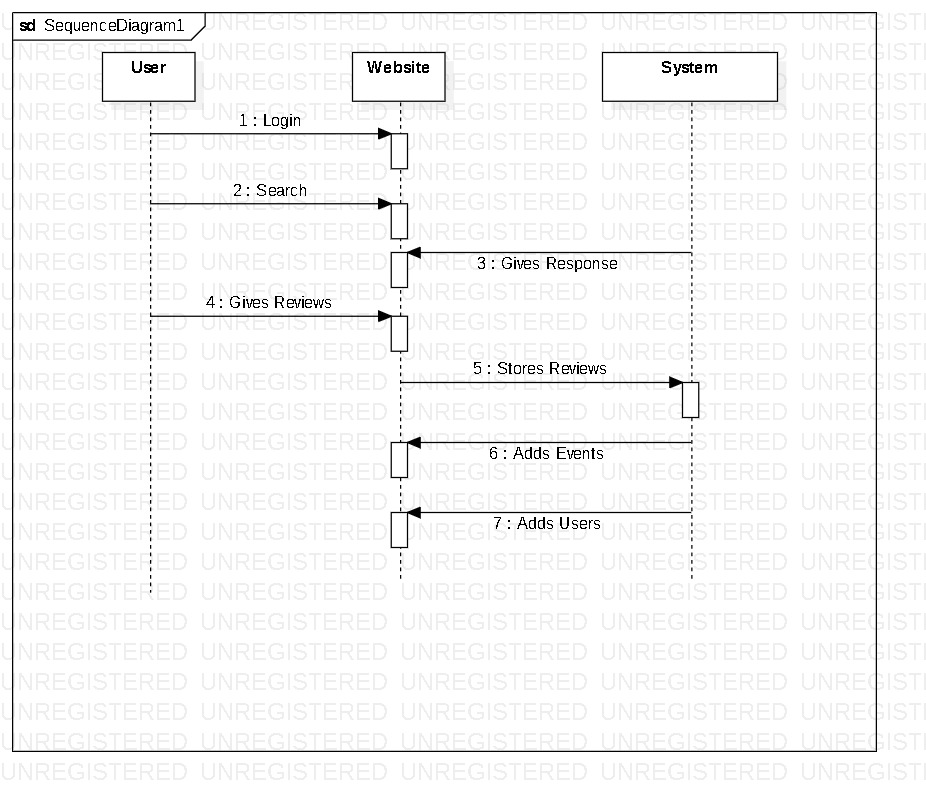 sd SequenceDiagram1
User
Website
System
1 : Login
2 : Search
3 : Gives Response
4 : Gives Reviews
5 : Stores Reviews
6 : Adds Events
7 : Adds Users
UNREGISTERED